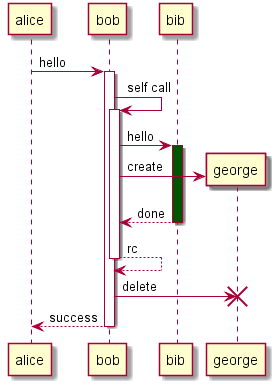 alice bob bib
hello
self call
hello
create
george
done
rc
delete
success
alice bob bib george